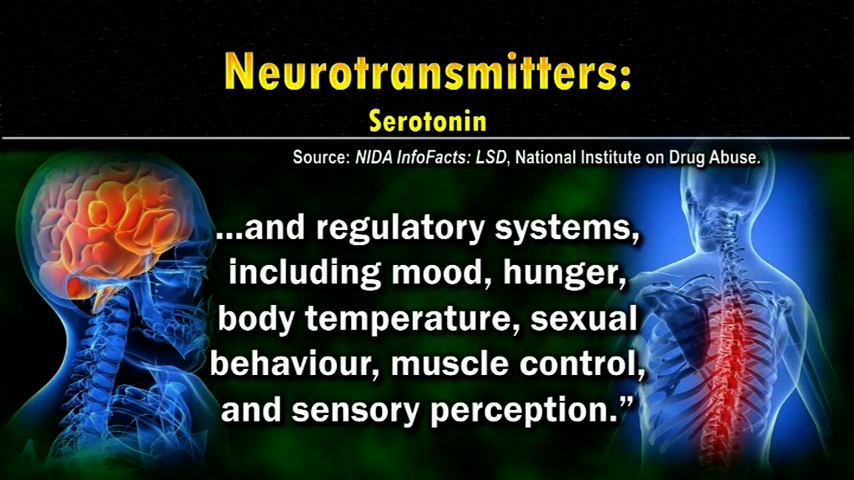 Neurotransmitters:
Serotonin
Source: NIDA InfoFacts: LSD, National Institute on Drug Abuse.
...and regulatory systems,
including mood, hunger,
body temperature, sexual
behaviour, muscle control,
and sensory perception.”